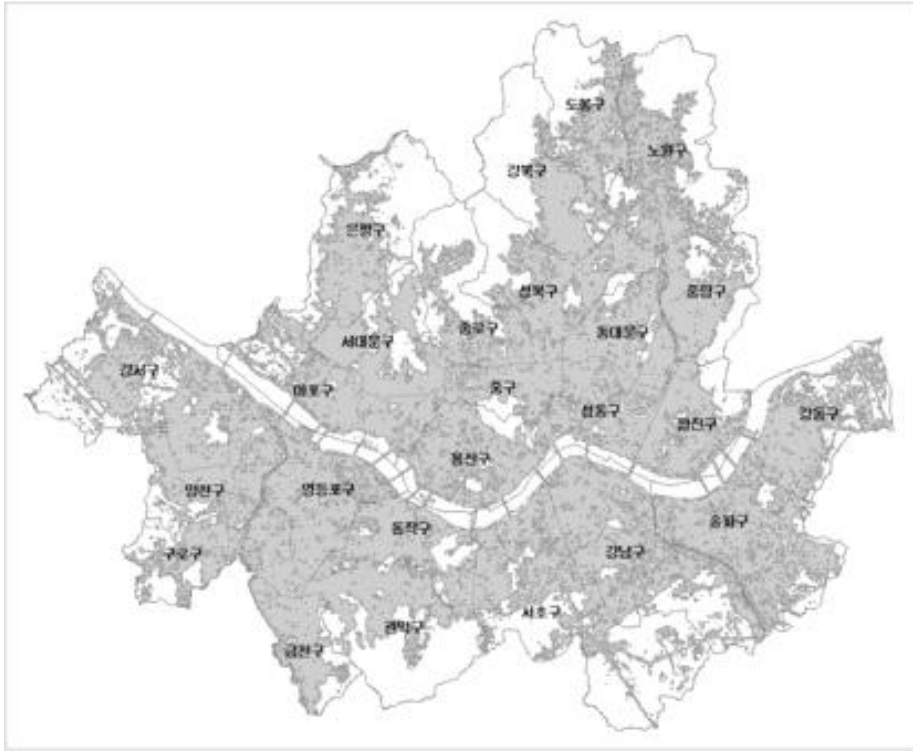 도봉구
노원구
강북구
은평구
성북구
중랑구
종로구
동대문구
서대문구
강서구
마포구
중구
성동구
광진구
강동구
용산구
양천구
영등포구
송파구
동작구
구로구
강남구
서초구
관악구
금천구